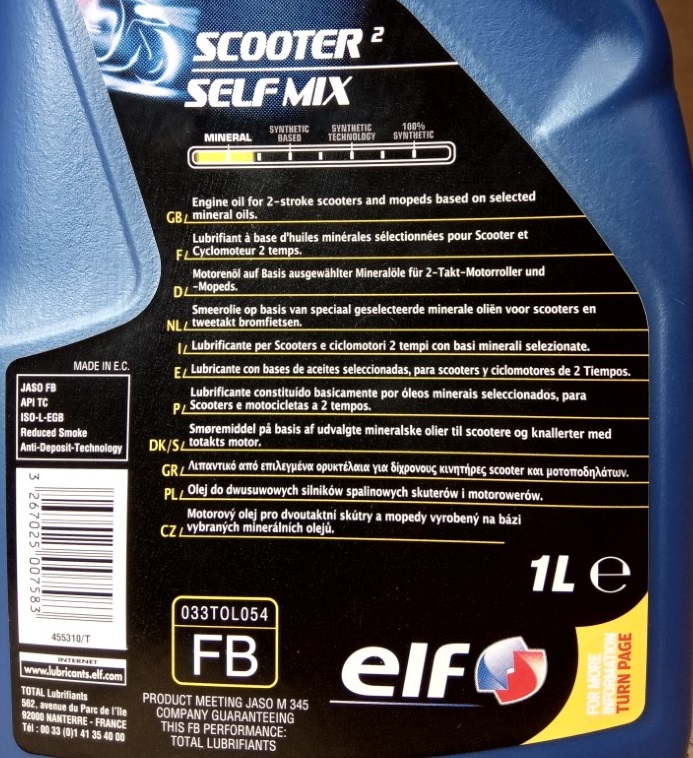 SCOOTER ²
SELF MIX
MINERAL
SYNTHETIC BASED
SYNTHETIC TECHNOLOGY
100% SYNTHETIC
GB Engine oil for 2-stroke scooters and mopeds based on selected
mineral oils.
F Lubrifiant à base d'huiles minérales sélectionnées pour Scooter et
Cyclomoteur 2 temps.
D Motorenöl auf Basis ausgewählter Mineralöle für 2-Takt-Motorroller und
-Mopeds.
NL Smeerolie op basis van speciaal geselecteerde minerale oliën voor scooters en
tweetakt bromfietsen.
I Lubrificante per Scooters e ciclomotori 2 tempi con basi minerali selezionate.
E Lubricante con bases de aceites seleccionadas, para scooters y ciclomotores de 2 Tiempos.
P Lubrificante constituído basicamente por óleos minerais seleccionados, para
Scooters e motocicletas a 2 tempos.
DK/S Smøremiddel på basis af udvalgte mineralske olier til scootere og knallerter med
totakts motor.
GR Λιπαντικό από επιλεγμένα ορυκτέλαια για δίχρονους κινητήρες scooter και μοτοποδηλάτων.
PL Olej do dwusuwowych silników spalinowych skuterów i motorowerów.
CZ Motorový olej pro dvoutaktní skútry a mopedy vyrobený na bázi
vybraných minerálních olejů.
MADE IN E.C.
JASO FB
API TC
ISO-L-EGB
Reduced Smoke
Anti-Deposit-Technology
3 267025 007583
455310/T
INTERNET
www.lubricants.elf.com
TOTAL Lubrifiants
562, avenue du Parc de l'île
92000 NANTERRE - FRANCE
Tél : 00 33 (0)1 41 35 40 00
033TOL054
FB
PRODUCT MEETING JASO M 345
COMPANY GUARANTEEING
THIS FB PERFORMANCE:
TOTAL LUBRIFIANTS
1L e
elf
FOR MORE
INFORMATION
TURN PAGE